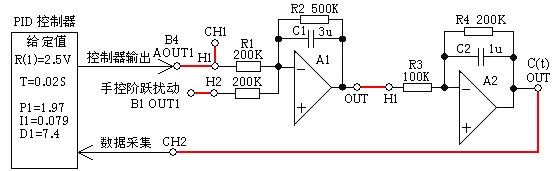 PID 控制器
给定值
R(1)=2.5V
T=0.02S
P1=1.97
I1=0.079
D1=7.4
控制器输出
B4
AOUT1
CH1
H1
R1
200K
手控阶跃扰动
B1 OUT1
H2
200K
R2 500K
C1
3u
A1
OUT
H1
R3
100K
R4 200K
C2
1u
A2
C(t)
OUT
数据采集
CH2